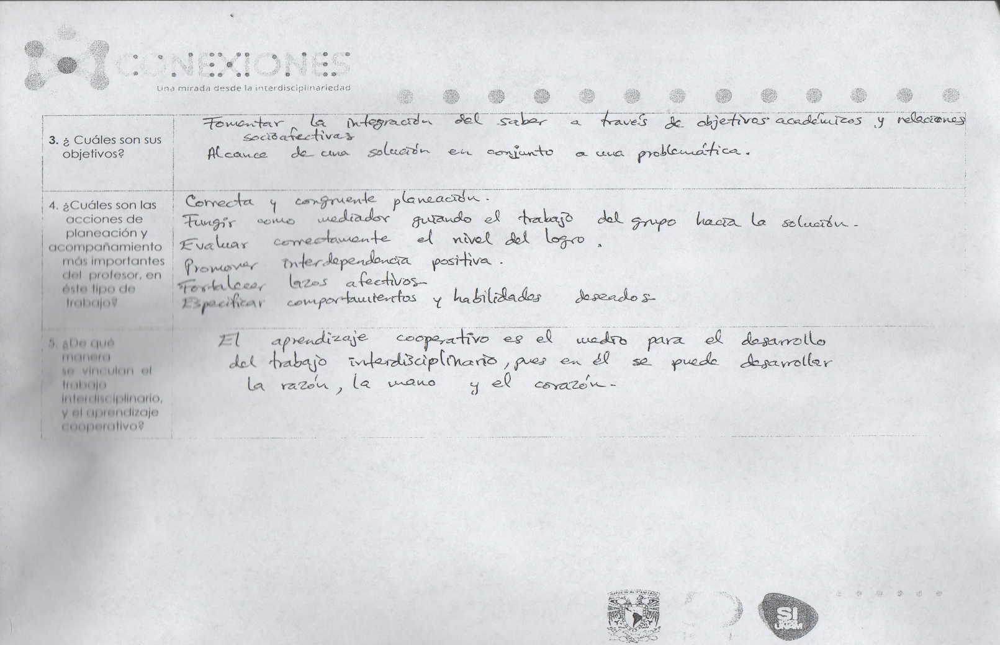 CONEXIONES
Una mirada desde la interdisciplinariedad
3. ¿ Cuáles son sus
objetivos?
Fomentar la integración del saber a través de objetivos académicos y relaciones
socioafectivas
Alcance de una solución en conjunto a una problemática.
4. ¿Cuáles son las
acciones de
planeación y
acompañamiento
más importantes
del profesor, en
éste tipo de
trabajo?
Correcta y congruente planeación.
Fungir como mediador guiando el trabajo del grupo hacia la solución.
Evaluar correctamente el nivel del logro.
Promover interdependencia positiva.
Fortalecer lazos afectivos
Especificar comportamientos y habilidades deseados
5. ¿De qué
manera
se vinculan el
trabajo
interdisciplinario,
y el aprendizaje
cooperativo?
El aprendizaje cooperativo es el medio para el desarrollo
del trabajo interdisciplinario, pues en él se puede desarrollar
la razón, la mano y el corazón.
SI
UNAM